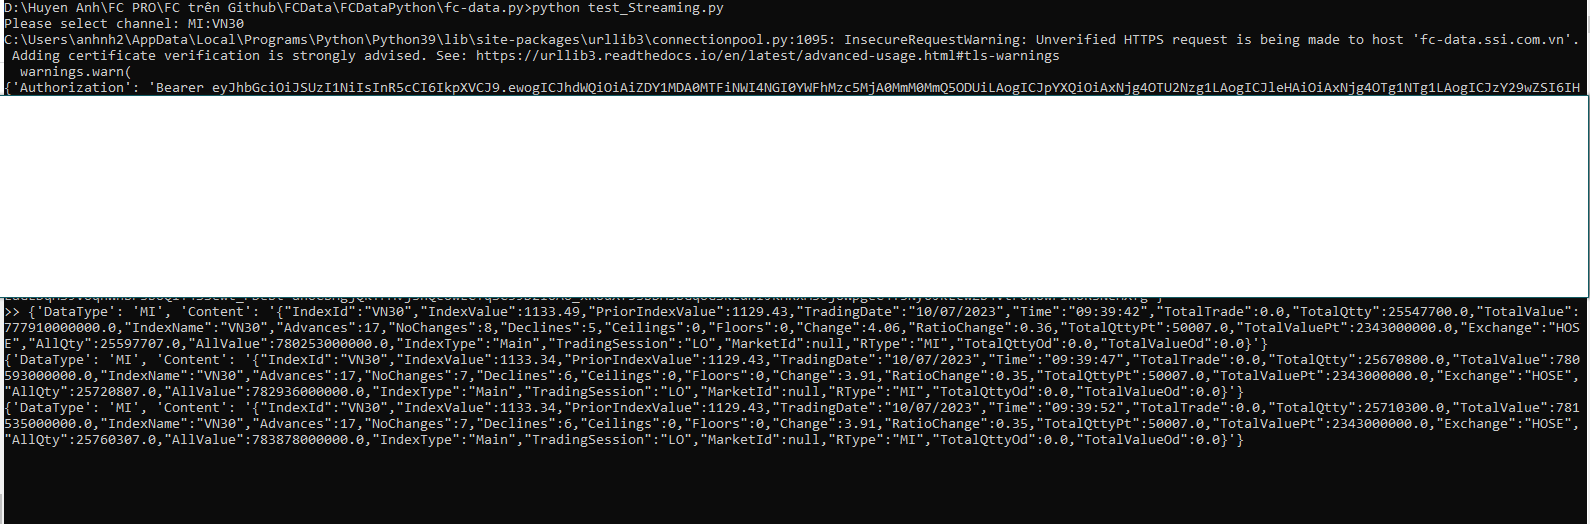 D:\Huyen Anh\FC PRO\FC trên Github\FCData\FCDataPython\fc-data.py>python test_Streaming.py
Please select channel: MI:VN30
C:\Users\anhnh2\AppData\Local\Programs\Python\Python39\lib\site-packages\urllib3\connectionpool.py:1095: InsecureRequestWarning: Unverified HTTPS request is being made to host 'fc-data.ssi.com.vn'.
Adding certificate verification is strongly advised. See: https://urllib3.readthedocs.io/en/latest/advanced-usage.html#tls-warnings
warnings.warn(
{'Authorization': 'Bearer
>> {'DataType': 'MI', 'Content': '{"IndexId":"VN30","IndexValue":1133.49,"PriorIndexValue":1129.43,"TradingDate":"10/07/2023","Time":"09:39:42","TotalTrade":0.0,"TotalQtty":25547700.0,"TotalValue":
777910000000.0,"IndexName":"VN30","Advances":17,"NoChanges":8,"Declines":5,"Ceilings":0,"Floors":0,"Change":4.06,"RatioChange":0.36,"TotalQttyPt":50007.0,"TotalValuePt":2343000000.0,"Exchange":"HOS
E","AllQty":25597707.0,"AllValue":780253000000.0,"IndexType":"Main","TradingSession":"LO","MarketId":null,"RType":"MI","TotalQttyOd":0.0,"TotalValueOd":0.0}'}
{'DataType': 'MI', 'Content': '{"IndexId":"VN30","IndexValue":1133.34,"PriorIndexValue":1129.43,"TradingDate":"10/07/2023","Time":"09:39:47","TotalTrade":0.0,"TotalQtty":25670800.0,"TotalValue":780
593000000.0,"IndexName":"VN30","Advances":17,"NoChanges":7,"Declines":6,"Ceilings":0,"Floors":0,"Change":3.91,"RatioChange":0.35,"TotalQttyPt":50007.0,"TotalValuePt":2343000000.0,"Exchange":"HOSE",
"AllQty":25720807.0,"AllValue":782936000000.0,"IndexType":"Main","TradingSession":"LO","MarketId":null,"RType":"MI","TotalQttyOd":0.0,"TotalValueOd":0.0}'}
{'DataType': 'MI', 'Content': '{"IndexId":"VN30","IndexValue":1133.34,"PriorIndexValue":1129.43,"TradingDate":"10/07/2023","Time":"09:39:52","TotalTrade":0.0,"TotalQtty":25710300.0,"TotalValue":781
535000000.0,"IndexName":"VN30","Advances":17,"NoChanges":7,"Declines":6,"Ceilings":0,"Floors":0,"Change":3.91,"RatioChange":0.35,"TotalQttyPt":50007.0,"TotalValuePt":2343000000.0,"Exchange":"HOSE",
"AllQty":25760307.0,"AllValue":783878000000.0,"IndexType":"Main","TradingSession":"LO","MarketId":null,"RType":"MI","TotalQttyOd":0.0,"TotalValueOd":0.0}'}